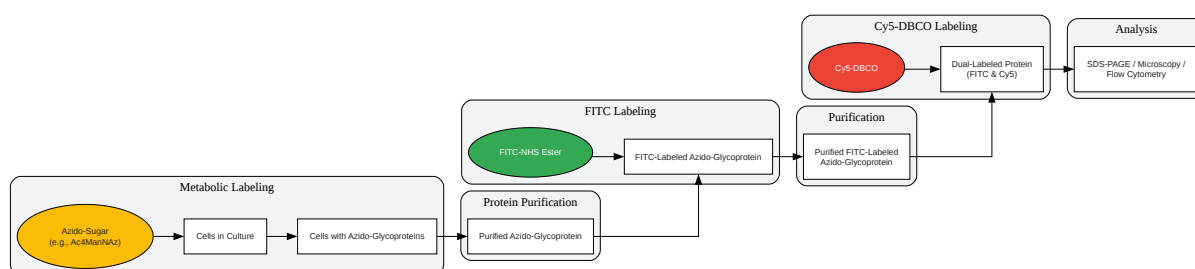 Metabolic Labeling
Azido-Sugar
(e.g., Ac4ManNAz)
Cells in Culture
Cells with Azido-Glycoproteins
Protein Purification
Purified Azido-Glycoprotein
FITC Labeling
FITC-NHS Ester
FITC-Labeled Azido-Glycoprotein
Purification
Purified FITC-Labeled
Azido-Glycoprotein
Cy5-DBCO Labeling
Cy5-DBCO
Dual-Labeled Protein
(FITC & Cy5)
Analysis
SDS-PAGE / Microscopy /
Flow Cytometry